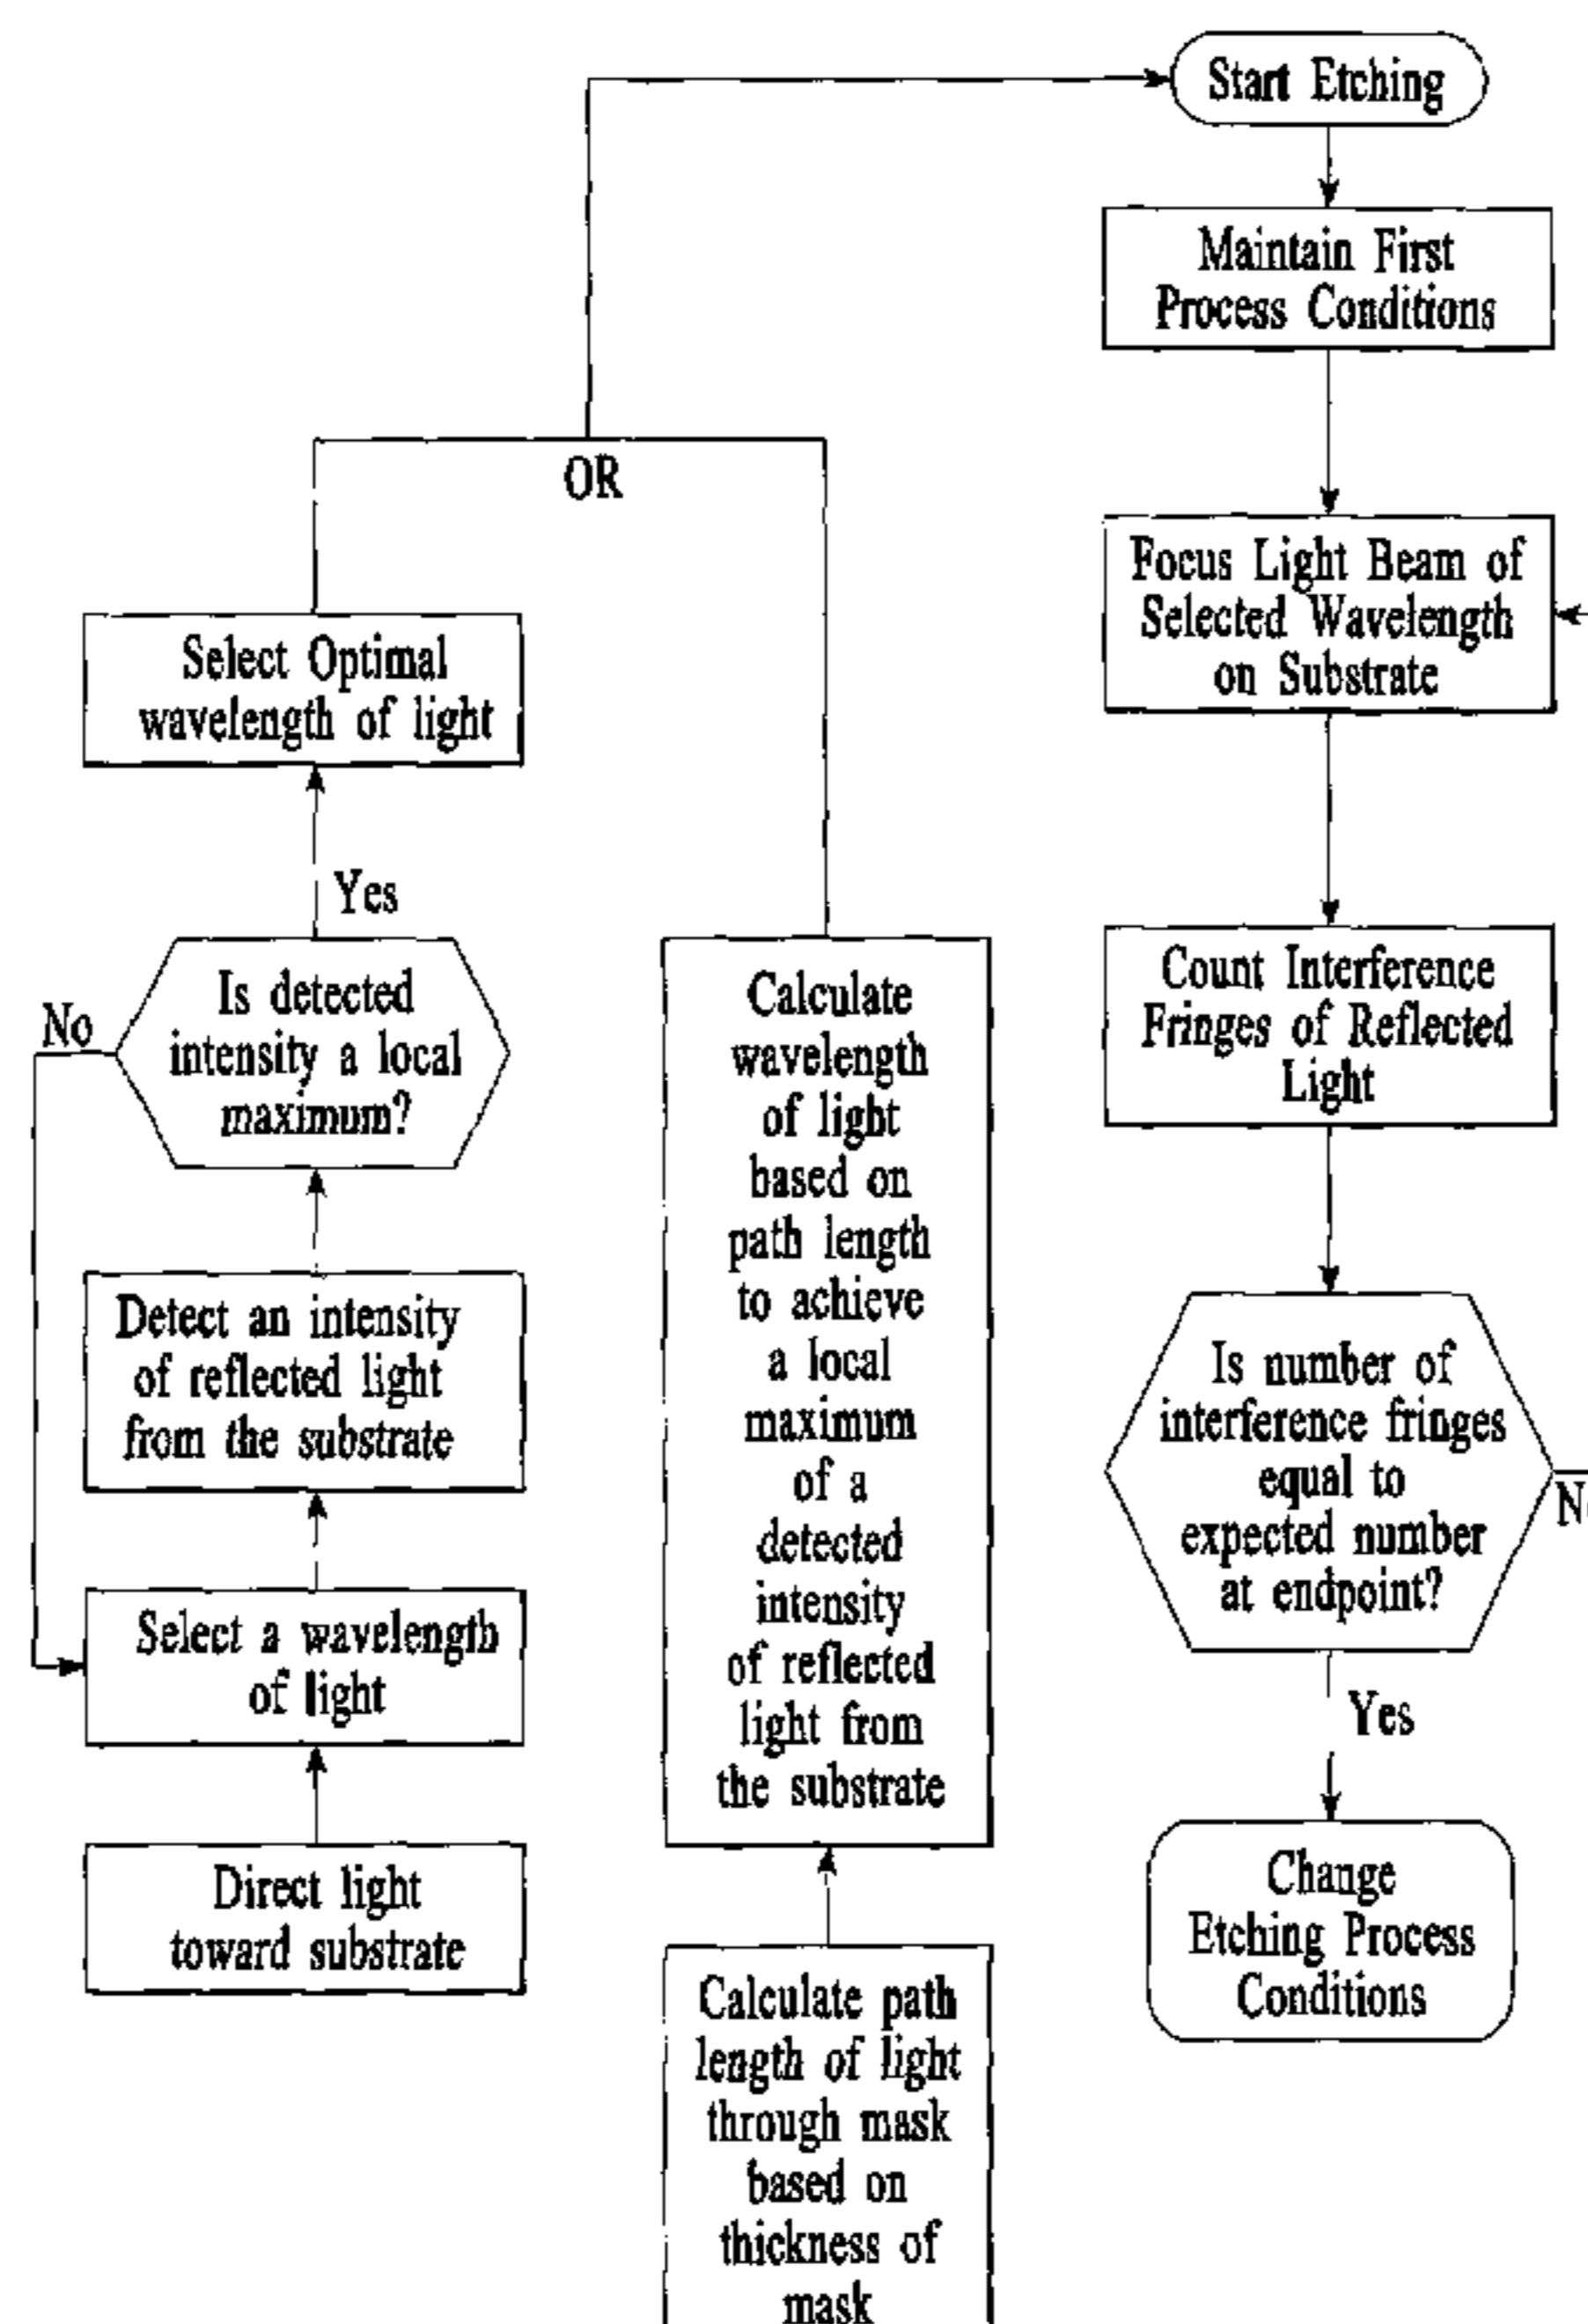 Start Etching
Maintain First
Process Conditions
OR
Focus Light Beam of
Selected Wavelength
on Substrate
Select Optimal
wavelength of light
Yes
Is detected
intensity a local
maximum?
No
Calculate
wavelength
of light
based on
path length
to achieve
a local
maximum
of a
detected
intensity
of reflected
light from
the substrate
Count Interference
Fringes of Reflected
Light
Detect an intensity
of reflected light
from the substrate
Is number of
interference fringes
equal to
expected number
at endpoint?
Select a wavelength
of light
Yes
Direct light
toward substrate
Change
Etching Process
Conditions
Calculate path
length of light
through mask
based on
thickness of
mask